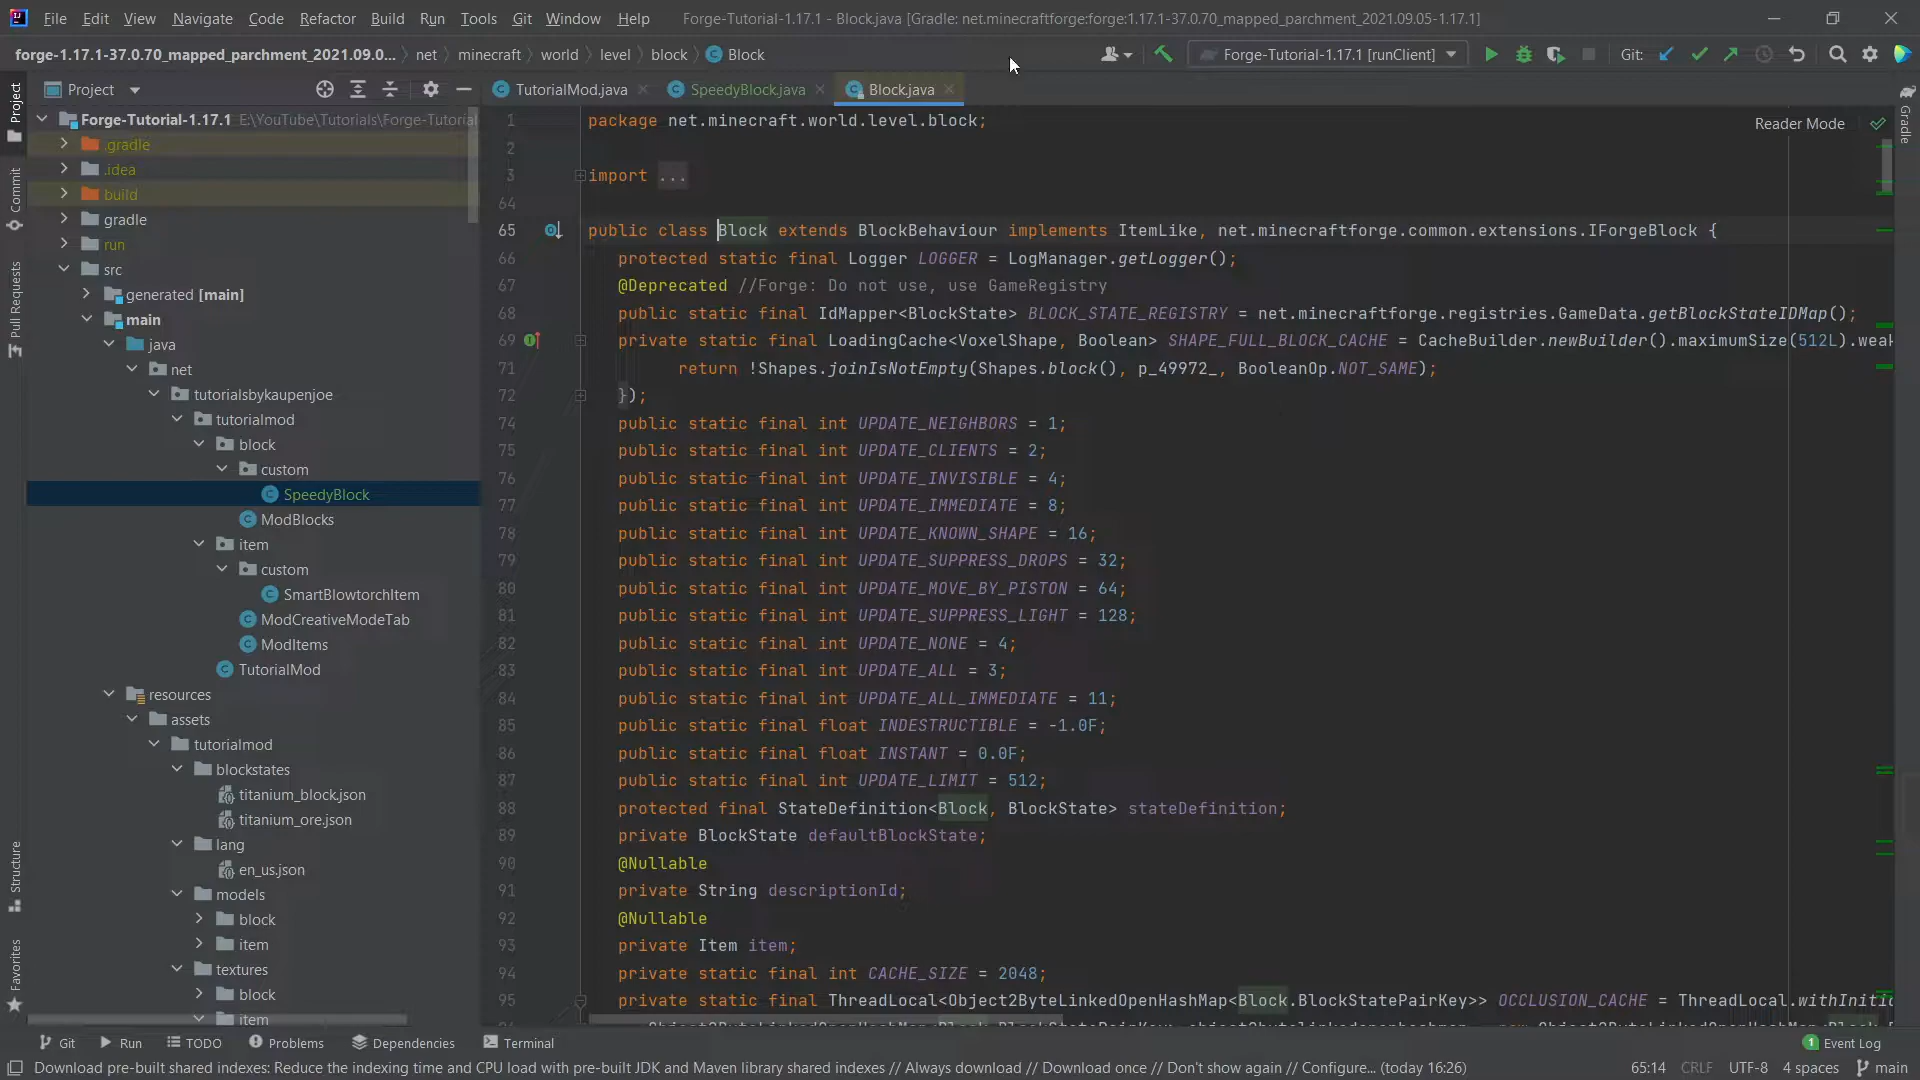 File Edit View Navigate Code Refactor Build Run Tools Git Window Help Forge-Tutorial-1.17.1 - Block.java [Gradle: net.minecraftforge:forge:1.17.1-37.0.70_mapped_parchment_2021.09.05-1.17.1]
forge-1.17.1-37.0.70_mapped_parchment_2021.09.0... net minecraft world level block Block Forge-Tutorial-1.17.1 [runClient] Git:
Project TutorialMod.java SpeedyBlock.java Block.java
Reader Mode
Project
Commit
Pull Requests
Structure
Favorites
Gradle
Forge-Tutorial-1.17.1 E:\YouTube\Tutorials\Forge-Tutorial
.gradle
.idea
build
gradle
run
src
generated [main]
main
java
net
tutorialsbykaupenjoe
tutorialmod
block
custom
SpeedyBlock
ModBlocks
item
custom
SmartBlowtorchItem
ModCreativeModeTab
ModItems
TutorialMod
resources
assets
tutorialmod
blockstates
titanium_block.json
titanium_ore.json
lang
en_us.json
models
block
item
textures
block
item
1 package net.minecraft.world.level.block;
2
3 import ...
64
65 public class Block extends BlockBehaviour implements ItemLike, net.minecraftforge.common.extensions.IForgeBlock {
66 protected static final Logger LOGGER = LogManager.getLogger();
67 @Deprecated //Forge: Do not use, use GameRegistry
68 public static final IdMapper<BlockState> BLOCK_STATE_REGISTRY = net.minecraftforge.registries.GameData.getBlockStateIDMap();
69 private static final LoadingCache<VoxelShape, Boolean> SHAPE_FULL_BLOCK_CACHE = CacheBuilder.newBuilder().maximumSize(512L).weak
71 return !Shapes.joinIsNotEmpty(Shapes.block(), p_49972_, BooleanOp.NOT_SAME);
72 });
74 public static final int UPDATE_NEIGHBORS = 1;
75 public static final int UPDATE_CLIENTS = 2;
76 public static final int UPDATE_INVISIBLE = 4;
77 public static final int UPDATE_IMMEDIATE = 8;
78 public static final int UPDATE_KNOWN_SHAPE = 16;
79 public static final int UPDATE_SUPPRESS_DROPS = 32;
80 public static final int UPDATE_MOVE_BY_PISTON = 64;
81 public static final int UPDATE_SUPPRESS_LIGHT = 128;
82 public static final int UPDATE_NONE = 4;
83 public static final int UPDATE_ALL = 3;
84 public static final int UPDATE_ALL_IMMEDIATE = 11;
85 public static final float INDESTRUCTIBLE = -1.0F;
86 public static final float INSTANT = 0.0F;
87 public static final int UPDATE_LIMIT = 512;
88 protected final StateDefinition<Block, BlockState> stateDefinition;
89 private BlockState defaultBlockState;
90 @Nullable
91 private String descriptionId;
92 @Nullable
93 private Item item;
94 private static final int CACHE_SIZE = 2048;
95 private static final ThreadLocal<Object2ByteLinkedOpenHashMap<Block.BlockStatePairKey>> OCCLUSION_CACHE = ThreadLocal.withInitia
Git Run TODO Problems Dependencies Terminal 1 Event Log
Download pre-built shared indexes: Reduce the indexing time and CPU load with pre-built JDK and Maven library shared indexes // Always download // Download once // Don't show again // Configure... (today 16:26) 65:14 CRLF UTF-8 4 spaces main